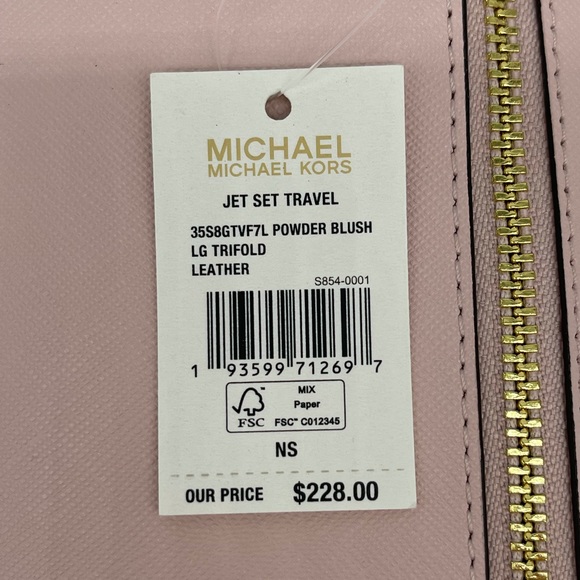 MICHAEL
MICHAEL KORS
JET SET TRAVEL
35S8GTVF7L POWDER BLUSH
LG TRIFOLD
LEATHER
S854-0001
1 93599 71269 7
FSC™
MIX
Paper
FSC™ C012345
NS
OUR PRICE $228.00